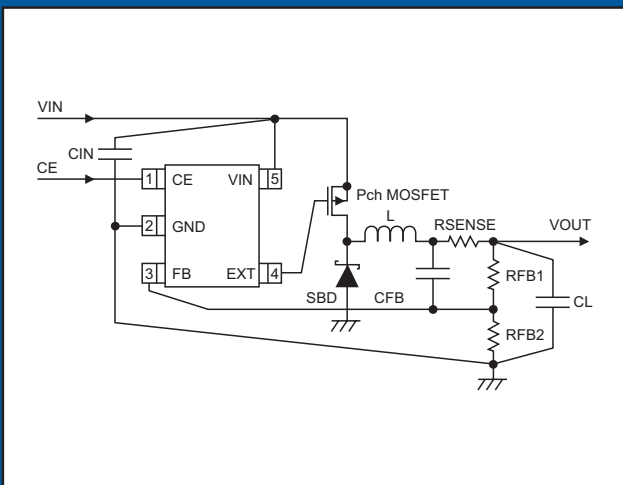 VIN
CIN
CE
1 CE VIN 5
Pch MOSFET
L
RSENSE
VOUT
2 GND
3 FB EXT 4
SBD
CFB
RFB1
CL
RFB2